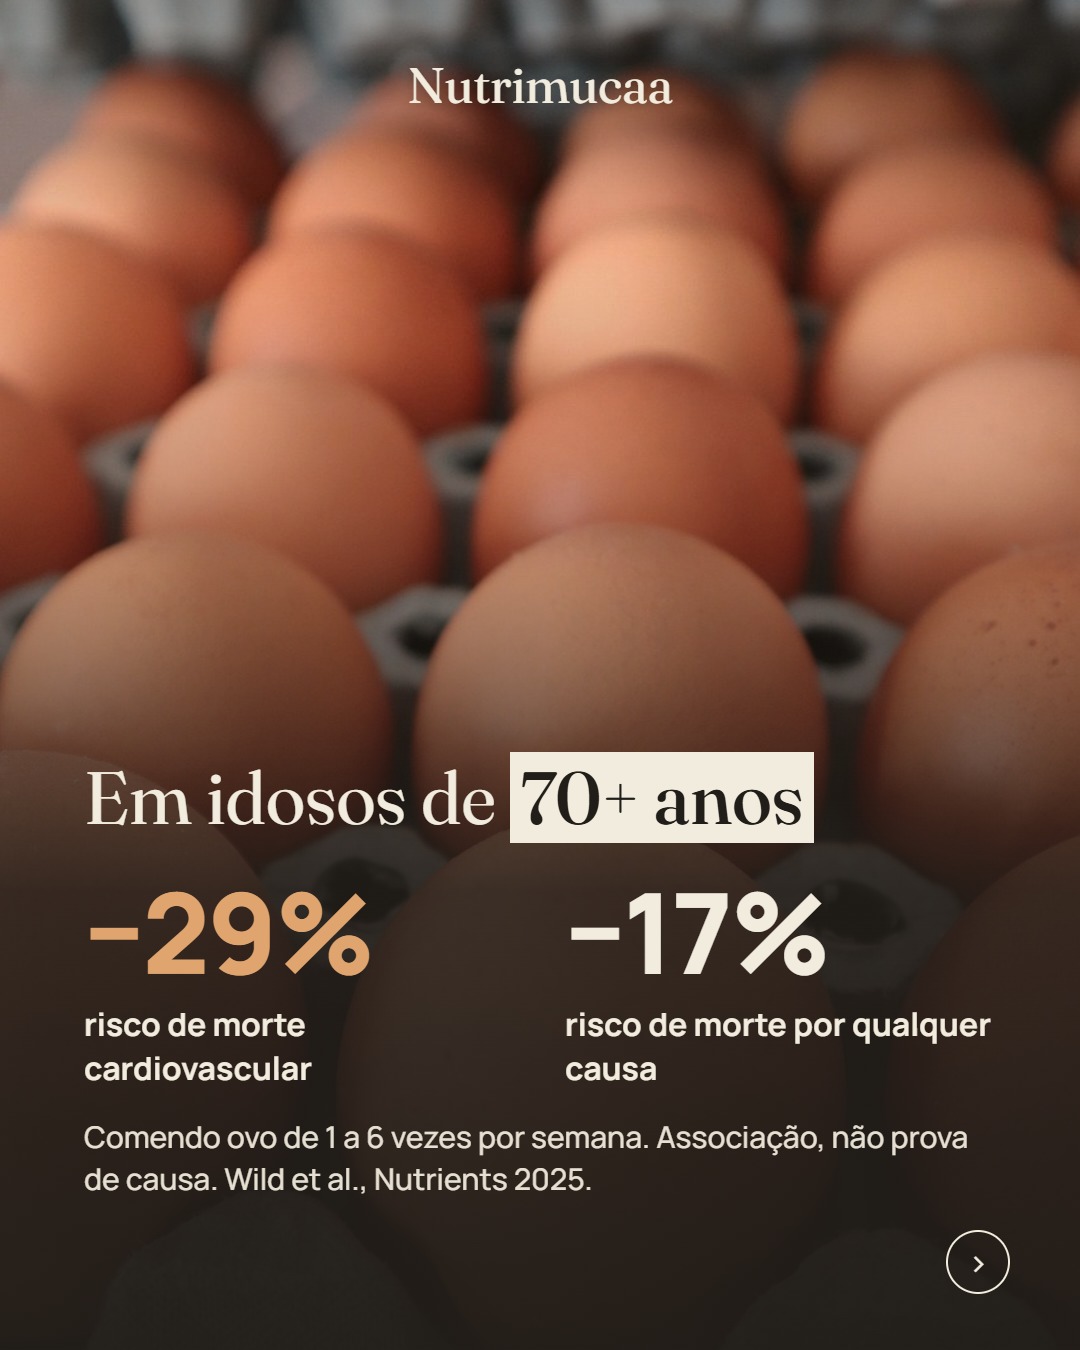 Nutrimucaa
Em idosos de 70+ anos
−29%
risco de morte
cardiovascular
−17%
risco de morte por qualquer
causa
Comendo ovo de 1 a 6 vezes por semana. Associação, não prova
de causa. Wild et al., Nutrients 2025.